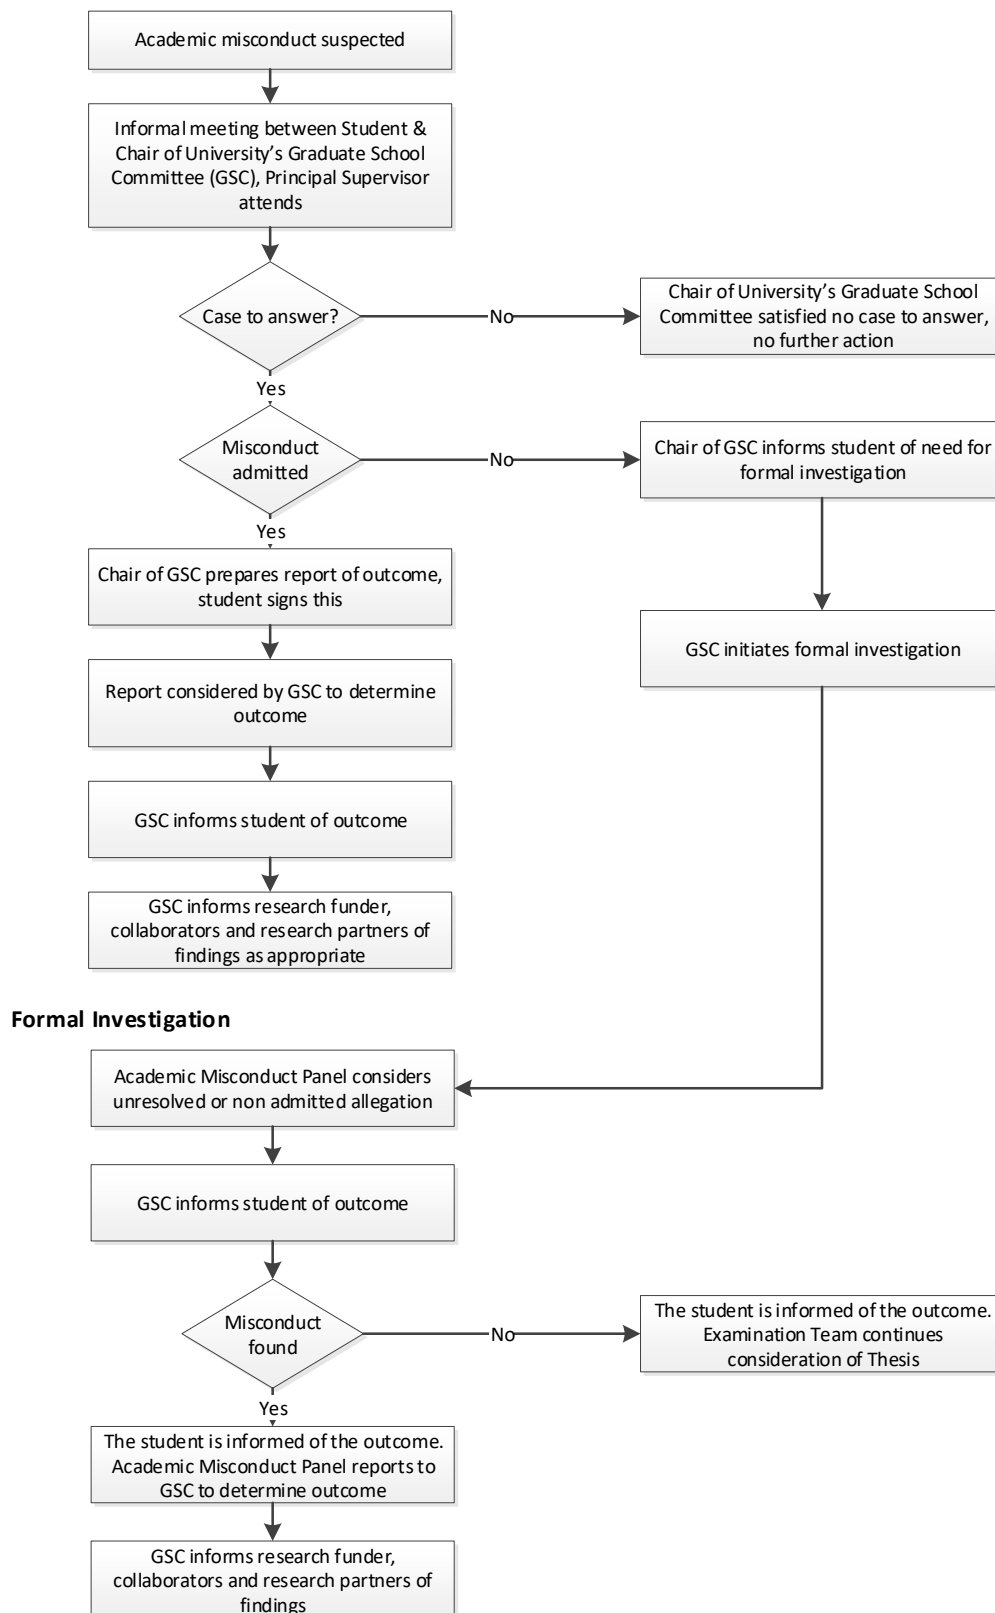 Academic misconduct suspected
Informal meeting between Student &
Chair of University’s Graduate School
Committee (GSC), Principal Supervisor
attends
Case to answer?
No
Chair of University’s Graduate School
Committee satisfied no case to answer,
no further action
Yes
Misconduct
admitted
No
Chair of GSC informs student of need for
formal investigation
Yes
Chair of GSC prepares report of outcome,
student signs this
GSC initiates formal investigation
Report considered by GSC to determine
outcome
GSC informs student of outcome
GSC informs research funder,
collaborators and research partners of
findings as appropriate
Formal Investigation
Academic Misconduct Panel considers
unresolved or non admitted allegation
GSC informs student of outcome
Misconduct
found
No
The student is informed of the outcome.
Examination Team continues
consideration of Thesis
Yes
The student is informed of the outcome.
Academic Misconduct Panel reports to
GSC to determine outcome
GSC informs research funder,
collaborators and research partners of
findings